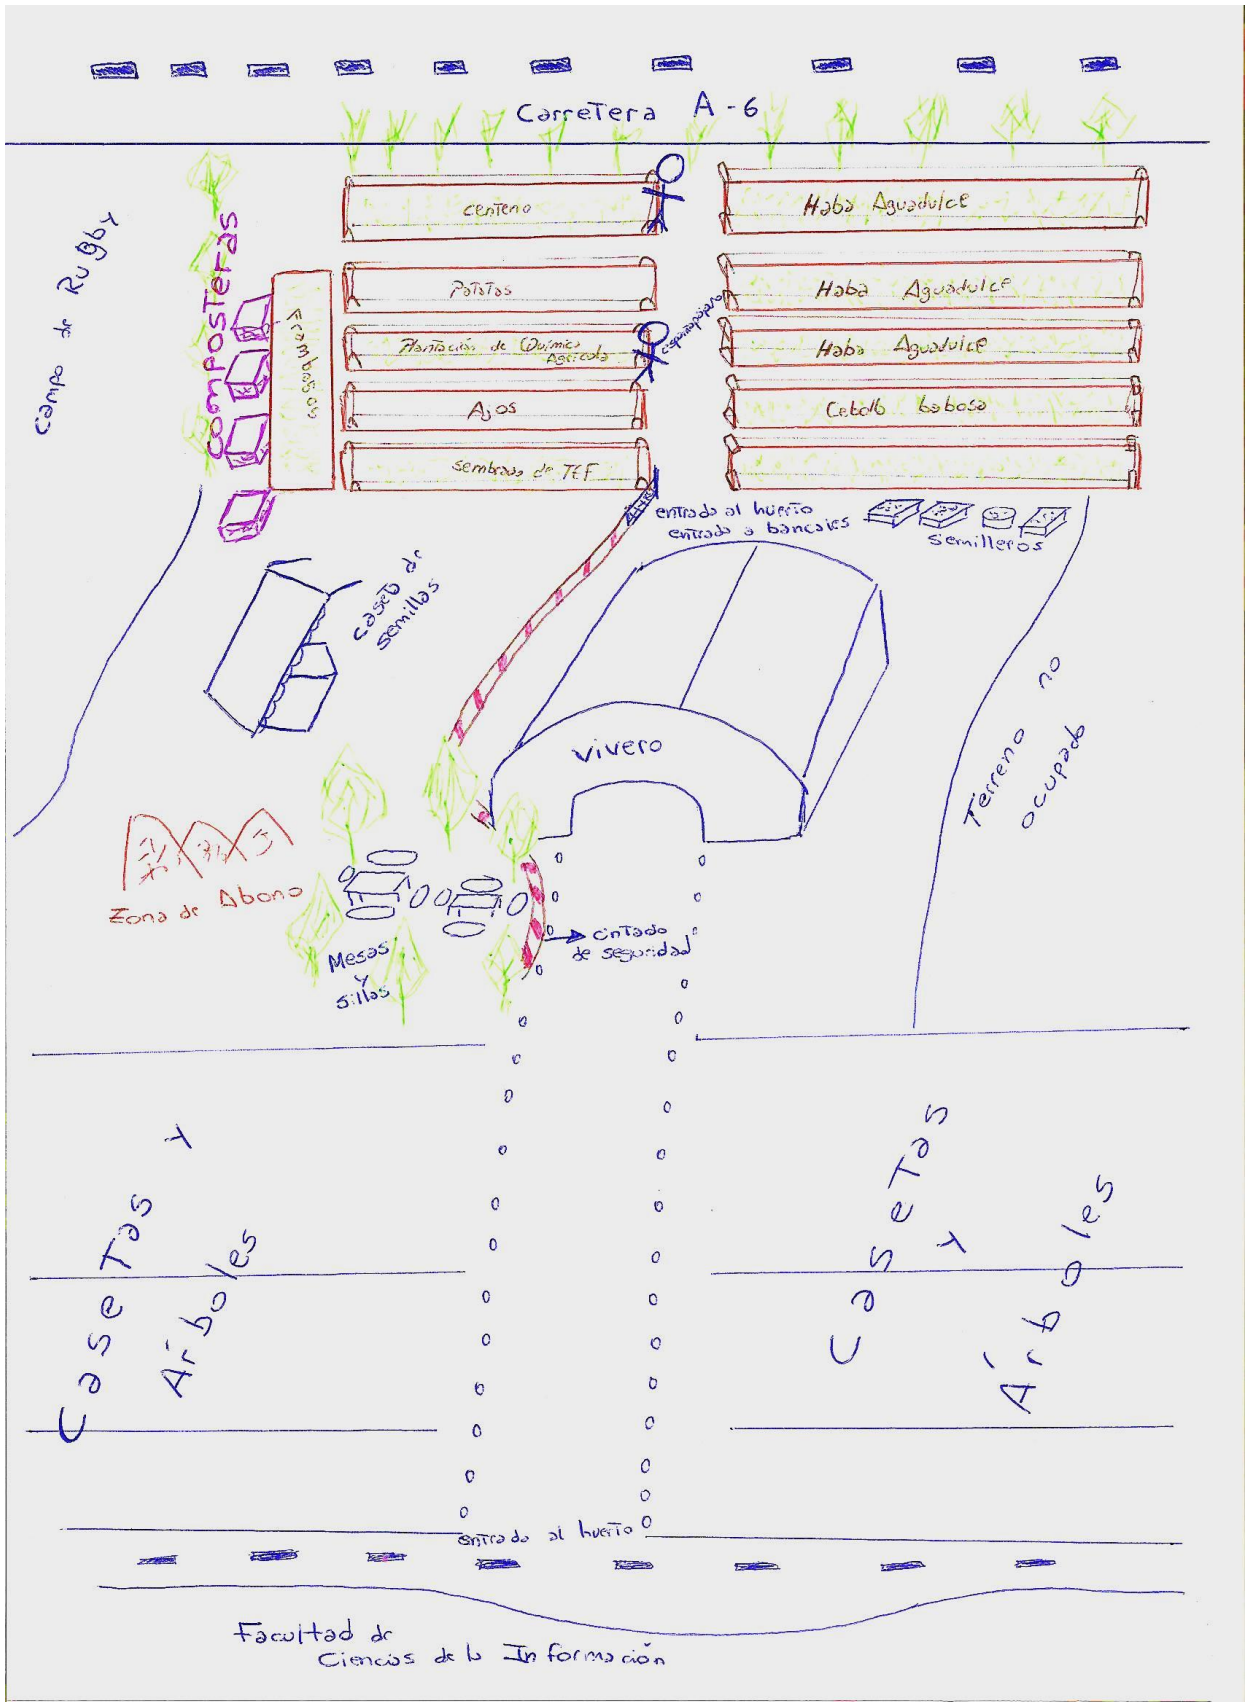 Carretera A-6
centeno
Haba Aguadulce
campo de Rugby
composteras
Frambosas
Patatas
Haba Aguadulce
Plantación de Química
Agrícola
espantapájaros
Haba Aguadulce
Ajos
Cebolla babosa
sembrado de TEF
entrada al huerto
entrada a bancales
semilleros
caseta de
semillas
vivero
Terreno no
ocupado
Zona de Abono
Mesas
y
sillas
cintado
de seguridad
Casetas y
Árboles
Casetas
y
Árboles
entrada al huerto
Facultad de
Ciencias de la Información